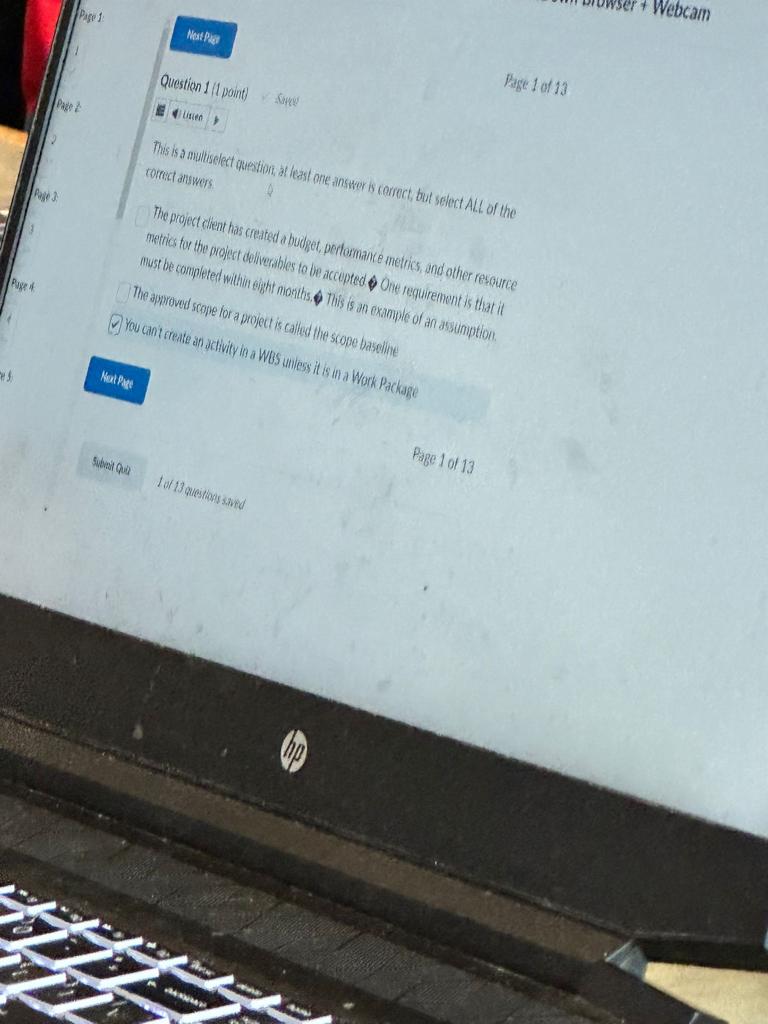 Browser + Webcam
Page 1:
Next Page
Page 1 of 13
1
Question 1 (1 point)
Saved
Page 2:
Listen
2
This is a multiselect question, at least one answer is correct, but select ALL of the
correct answers.
Page 3:
3
The project client has created a budget, performance metrics, and other resource
metrics for the project deliverables to be accepted.� One requirement is that it
must be completed within eight months.� This is an example of an assumption.
Page 4:
4
The approved scope for a project is called the scope baseline
You can't create an activity in a WBS unless it is in a Work Package
5:
Next Page
Page 1 of 13
Submit Quiz
1 of 13 questions saved
hp